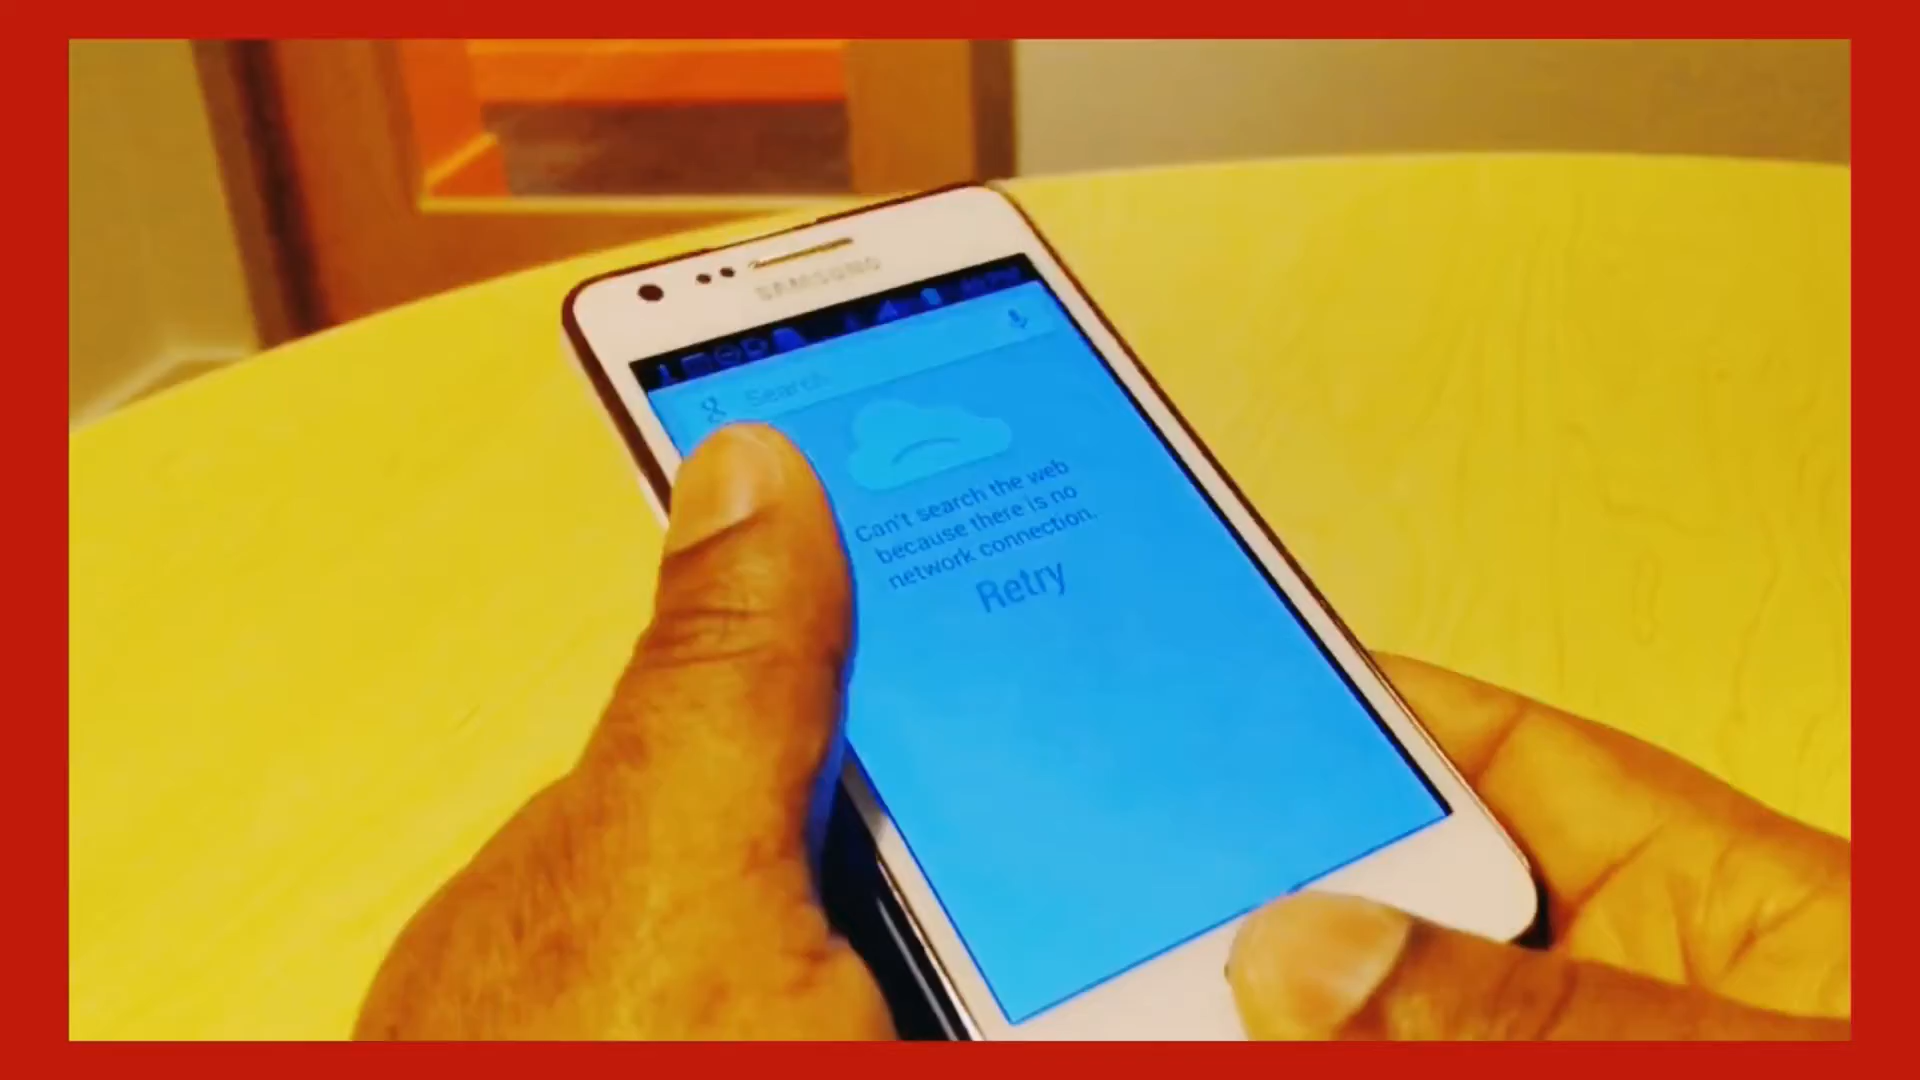 SAMSUNG
Search
Can't search the web
because there is no
network connection.
Retry